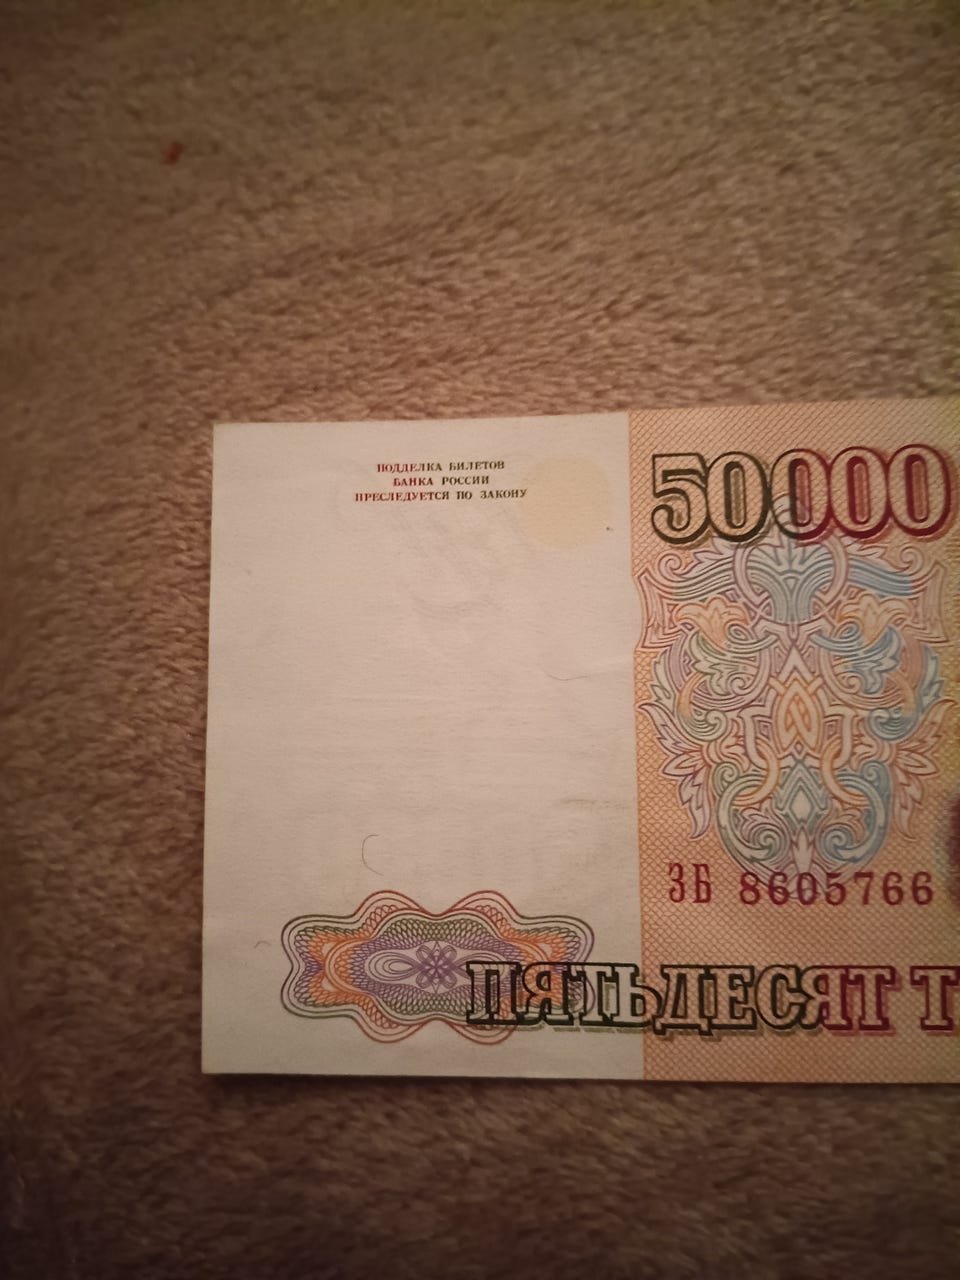 ПОДДЕЛКА БИЛЕТОВ
БАНКА РОССИИ
ПРЕСЛЕДУЕТСЯ ПО ЗАКОНУ
50000
ЗБ 8605766
ПЯТЬДЕСЯТ Т